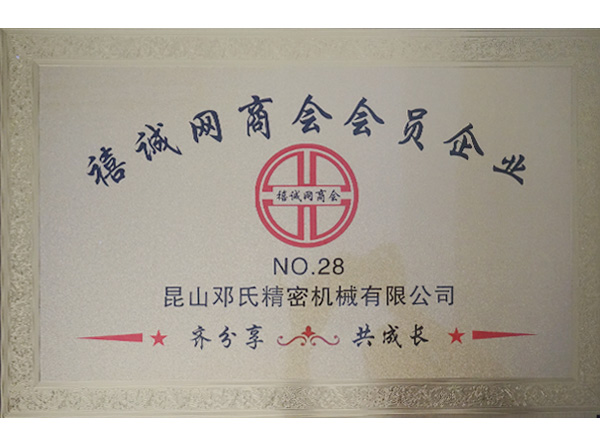 禧诚网商会会员企业
禧诚网商会
NO.28
昆山邓氏精密机械有限公司
齐分享 共成长